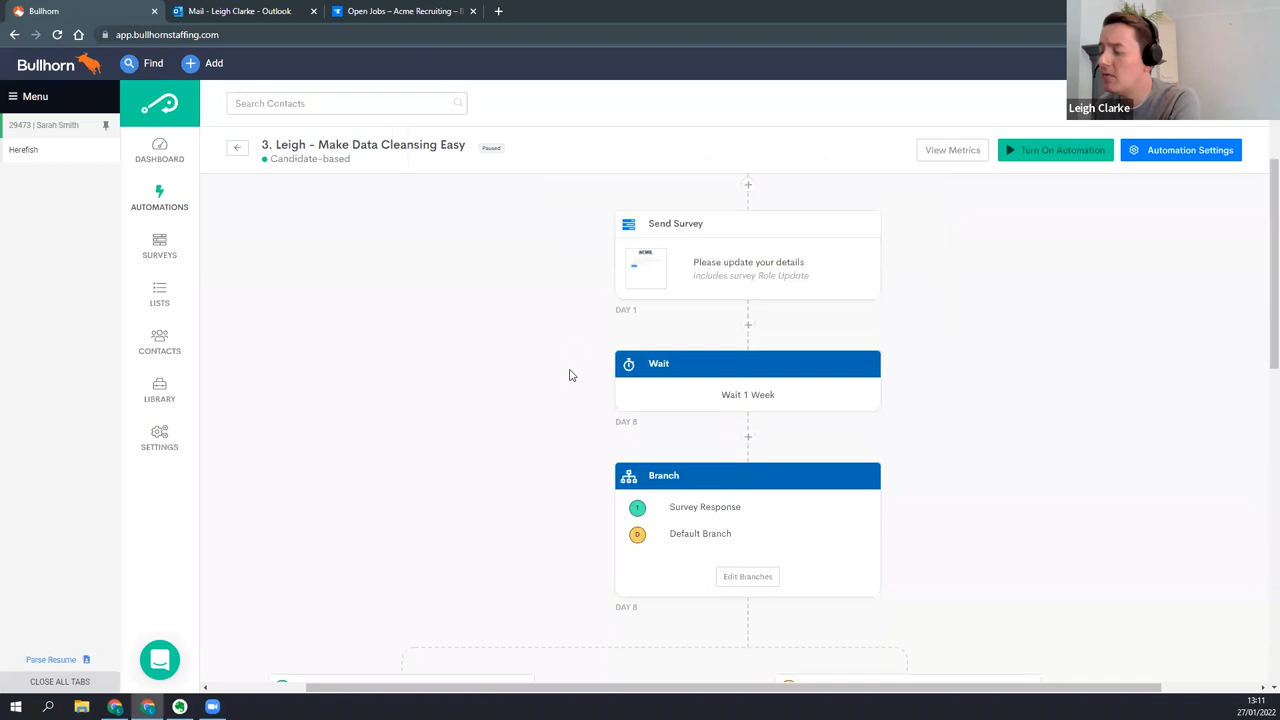 Bullhorn
Mail - Leigh Clarke - Outlook
Open Jobs – Acme Recruiting – B
app.bullhornstaffing.com
Bullhorn
Find
Add
Menu
29473 | Sarah Smith
Herefish
Search Contacts
Leigh Clarke
3. Leigh - Make Data Cleansing Easy
Paused
Candidate-based
View Metrics
Turn On Automation
Automation Settings
DASHBOARD
AUTOMATIONS
SURVEYS
LISTS
CONTACTS
LIBRARY
SETTINGS
Send Survey
ACME
Please update your details
includes survey Role Update
DAY 1
Wait
Wait 1 Week
DAY 8
Branch
1
Survey Response
D
Default Branch
Edit Branches
DAY 8
Parse Resume
CLOSE ALL TABS
13:11
27/01/2022